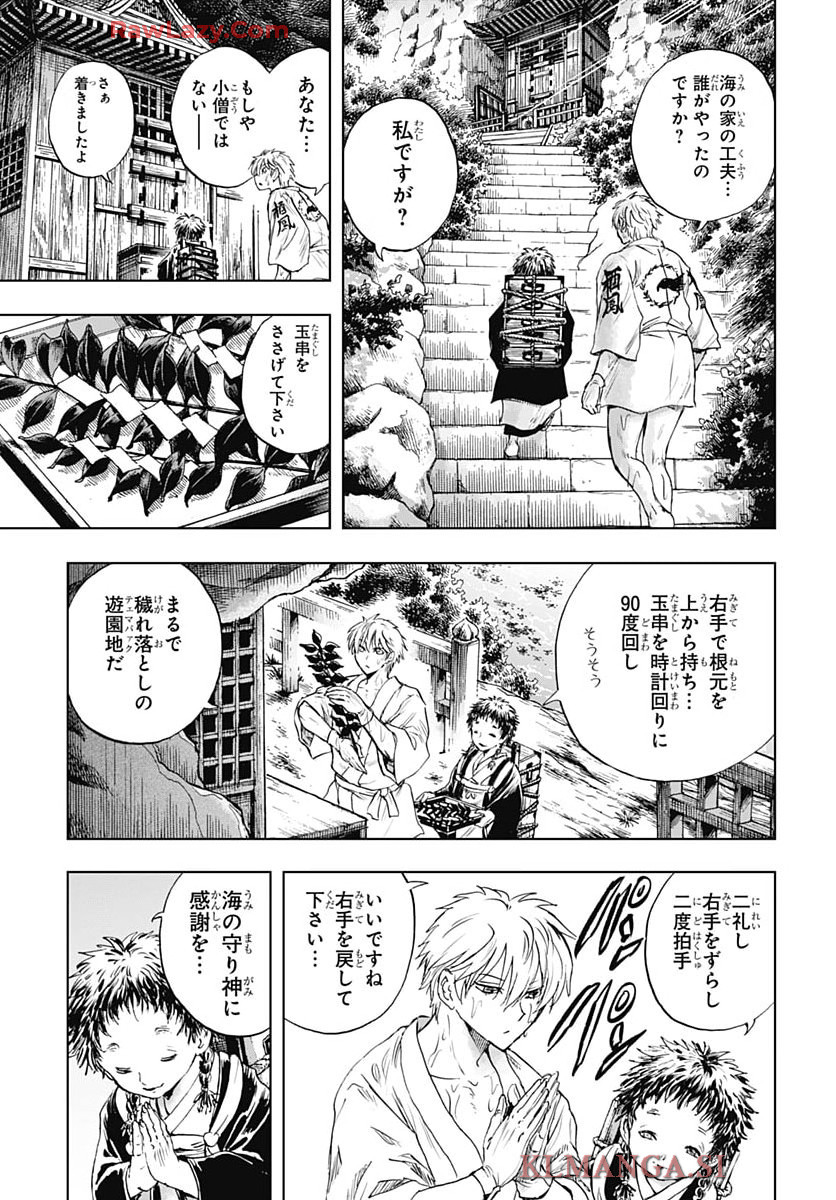 RawLazy.Com
海の家の工夫…
誰がやったの
ですか？
私ですが？
栖鳳
栖鳳
あなた…
もしや
小僧では
ない──
さぁ
着きましたよ
玉串を
ささげて下さい
右手で根元を
上から持ち…
玉串を時計回りに
90度回し
そうそう
まるで
穢れ落としの
遊園地だ
二礼し
右手をずらし
二度拍手
いいですね
右手を戻して
下さい…
海の守り神に
感謝を…
KLMANGA.SI